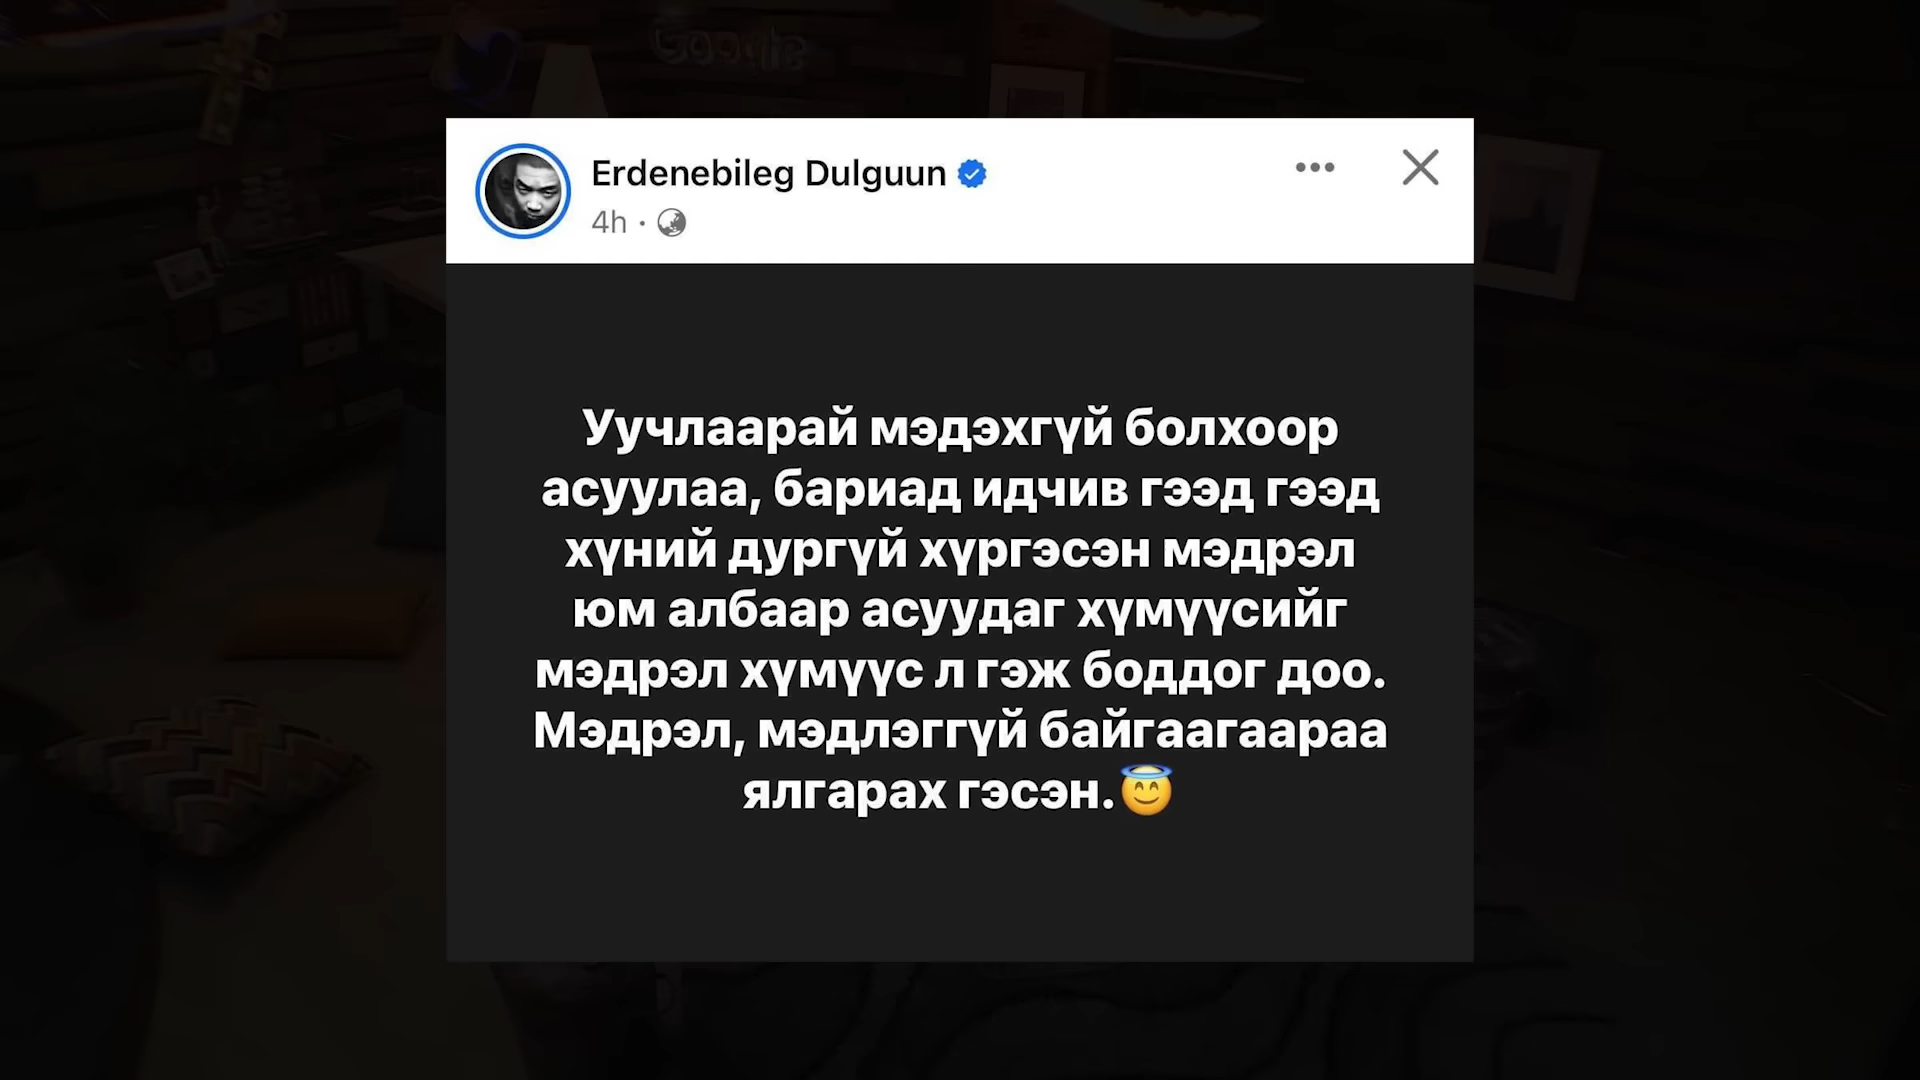 Google
Erdenebileg Dulguun
4h ·
Уучлаарай мэдэхгүй болхоор
асуулаа, бариад идчив гээд гээд
хүний дургүй хүргэсэн мэдрэл
юм албаар асуудаг хүмүүсийг
мэдрэл хүмүүс л гэж боддог доо.
Мэдрэл, мэдлэггүй байгаагаараа
ялгарах гэсэн.😇